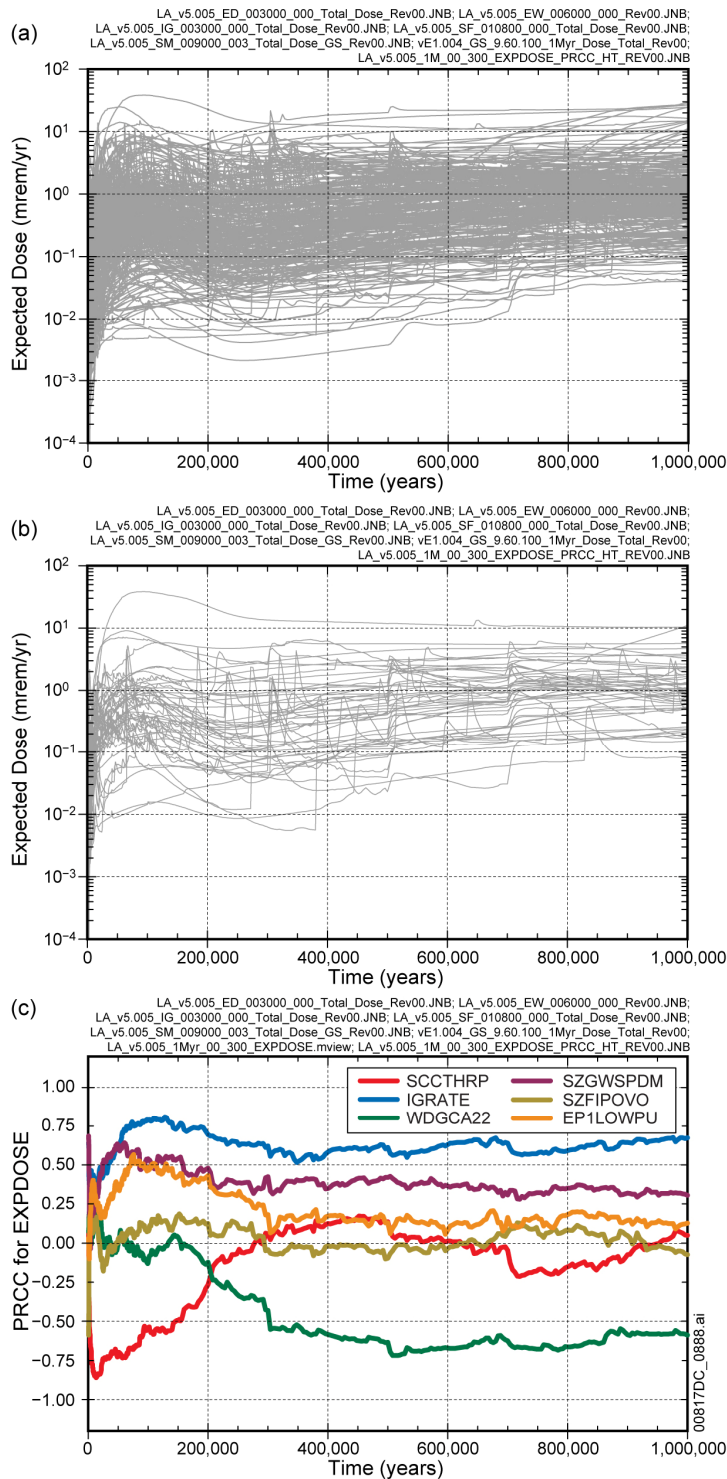 (a)
LA_v5.005_ED_003000_000_Total_Dose_Rev00.JNB; LA_v5.005_EW_006000_000_Rev00.JNB;
LA_v5.005_IG_003000_000_Total_Dose_Rev00.JNB; LA_v5.005_SF_010800_000_Total_Dose_Rev00.JNB;
LA_v5.005_SM_009000_003_Total_Dose_GS_Rev00.JNB; vE1.004_GS_9.60.100_1Myr_Dose_Total_Rev00;
LA_v5.005_1M_00_300_EXPDOSE_PRCC_HT_REV00.JNB
Expected Dose (mrem/yr)
10²
10¹
10⁰
10⁻¹
10⁻²
10⁻³
10⁻⁴
0 200,000 400,000 600,000 800,000 1,000,000
Time (years)
(b)
LA_v5.005_ED_003000_000_Total_Dose_Rev00.JNB; LA_v5.005_EW_006000_000_Rev00.JNB;
LA_v5.005_IG_003000_000_Total_Dose_Rev00.JNB; LA_v5.005_SF_010800_000_Total_Dose_Rev00.JNB;
LA_v5.005_SM_009000_003_Total_Dose_GS_Rev00.JNB; vE1.004_GS_9.60.100_1Myr_Dose_Total_Rev00;
LA_v5.005_1M_00_300_EXPDOSE_PRCC_HT_REV00.JNB
Expected Dose (mrem/yr)
10²
10¹
10⁰
10⁻¹
10⁻²
10⁻³
10⁻⁴
0 200,000 400,000 600,000 800,000 1,000,000
Time (years)
(c)
LA_v5.005_ED_003000_000_Total_Dose_Rev00.JNB; LA_v5.005_EW_006000_000_Rev00.JNB;
LA_v5.005_IG_003000_000_Total_Dose_Rev00.JNB; LA_v5.005_SF_010800_000_Total_Dose_Rev00.JNB;
LA_v5.005_SM_009000_003_Total_Dose_GS_Rev00.JNB; vE1.004_GS_9.60.100_1Myr_Dose_Total_Rev00;
LA_v5.005_1Myr_00_300_EXPDOSE.mview; LA_v5.005_1M_00_300_EXPDOSE_PRCC_HT_REV00.JNB
PRCC for EXPDOSE
1.00
0.75
0.50
0.25
0.00
−0.25
−0.50
−0.75
−1.00
SCCTHRP SZGWSPDM
IGRATE SZFIPOVO
WDGCA22 EP1LOWPU
0 200,000 400,000 600,000 800,000 1,000,000
Time (years)
00817DC_0888.ai